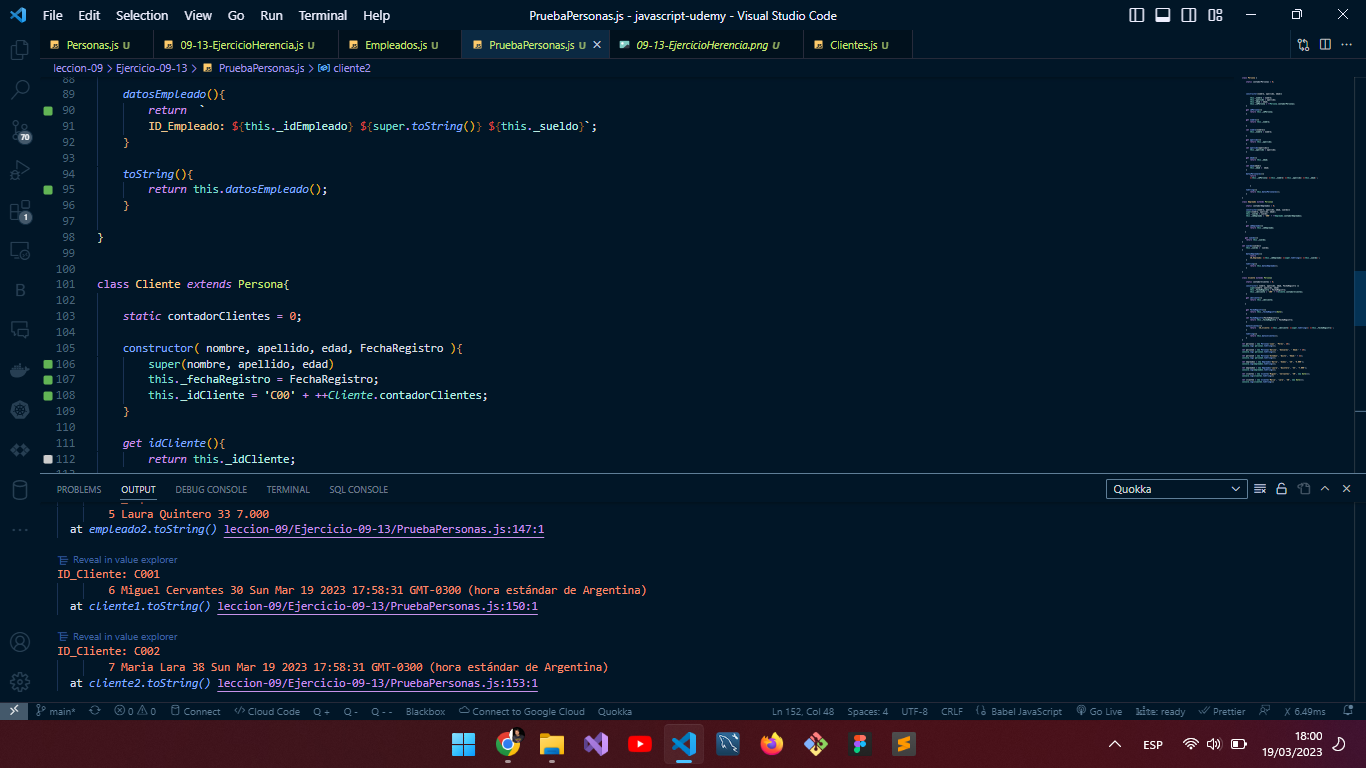 File Edit Selection View Go Run Terminal Help PruebaPersonas.js - javascript-udemy - Visual Studio Code
Personas.js U 09-13-EjercicioHerencia.js U Empleados.js U PruebaPersonas.js U 09-13-EjercicioHerencia.png U Clientes.js U
leccion-09 > Ejercicio-09-13 > PruebaPersonas.js > cliente2
88
89 datosEmpleado(){
90 return `
91 ID_Empleado: ${this._idEmpleado} ${super.toString()} ${this._sueldo}`;
92 }
93
94 toString(){
95 return this.datosEmpleado();
96 }
97
98 }
99
100
101 class Cliente extends Persona{
102
103 static contadorClientes = 0;
104
105 constructor( nombre, apellido, edad, FechaRegistro ){
106 super(nombre, apellido, edad)
107 this._fechaRegistro = FechaRegistro;
108 this._idCliente = 'C00' + ++Cliente.contadorClientes;
109 }
110
111 get idCliente(){
112 return this._idCliente;
70
1
PROBLEMS OUTPUT DEBUG CONSOLE TERMINAL SQL CONSOLE Quokka
5 Laura Quintero 33 7.000
at empleado2.toString() leccion-09/Ejercicio-09-13/PruebaPersonas.js:147:1
Reveal in value explorer
ID_Cliente: C001
6 Miguel Cervantes 30 Sun Mar 19 2023 17:58:31 GMT-0300 (hora estándar de Argentina)
at cliente1.toString() leccion-09/Ejercicio-09-13/PruebaPersonas.js:150:1
Reveal in value explorer
ID_Cliente: C002
7 Maria Lara 38 Sun Mar 19 2023 17:58:31 GMT-0300 (hora estándar de Argentina)
at cliente2.toString() leccion-09/Ejercicio-09-13/PruebaPersonas.js:153:1
main* 0 0 Connect Cloud Code Q + Q - Q - - Blackbox Connect to Google Cloud Quokka Ln 152, Col 48 Spaces: 4 UTF-8 CRLF Babel JavaScript Go Live kite: ready Prettier X 6.49ms
ESP 18:00
19/03/2023